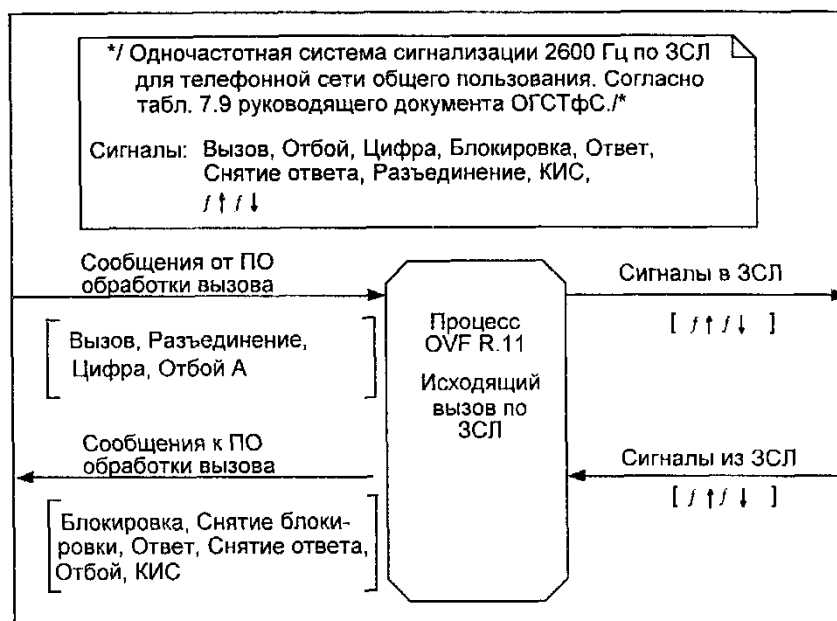 */ Одночастотная система сигнализации 2600 Гц по ЗСЛ
для телефонной сети общего пользования. Согласно
табл. 7.9 руководящего документа ОГСТфС./*
Сигналы: Вызов, Отбой, Цифра, Блокировка, Ответ,
Снятие ответа, Разъединение, КИС,
f ↑ f ↓
Сообщения от ПО
обработки вызова
[Вызов, Разъединение,
Цифра, Отбой А]
Процесс
OVF R.11
Исходящий
вызов по
ЗСЛ
Сигналы в ЗСЛ
[ f ↑ f ↓ ]
Сообщения к ПО
обработки вызова
[Блокировка, Снятие блоки-
ровки, Ответ, Снятие ответа,
Отбой, КИС]
Сигналы из ЗСЛ
[ f ↑ f ↓ ]